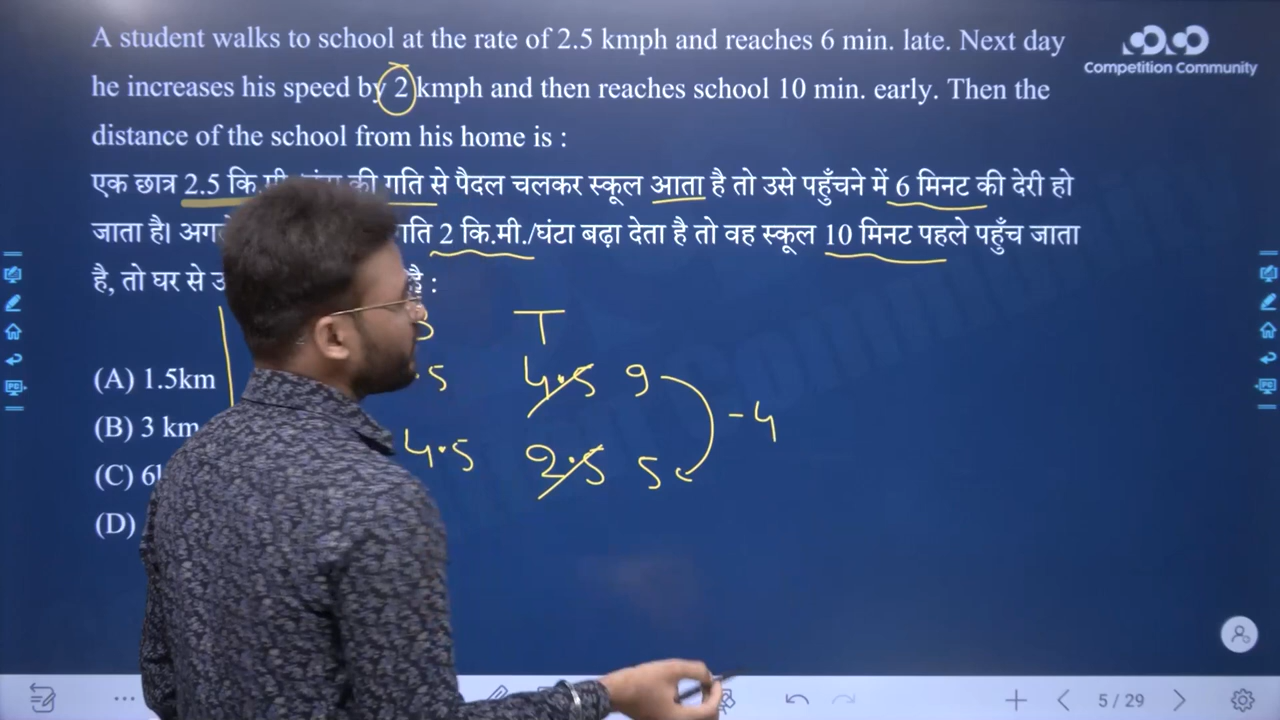 A student walks to school at the rate of 2.5 kmph and reaches 6 min. late. Next day
he increases his speed by 2 kmph and then reaches school 10 min. early. Then the
distance of the school from his home is :
Competition Community
एक छात्र 2.5 कि.मी. की गति से पैदल चलकर स्कूल आता है तो उसे पहुँचने में 6 मिनट की देरी हो
जाता है। गति 2 कि.मी./घंटा बढ़ा देता है तो वह स्कूल 10 मिनट पहले पहुँच जाता
है, तो घर से है :
T
.5 4.5 9
-4
4.5 2.5 5
(A) 1.5km
(B) 3 km
(C) 6
(D)
5 / 29